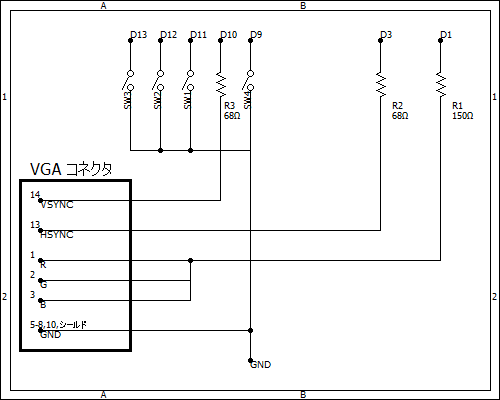 A B
D13 D12 D11 D10 D9 D3 D1
1 1
SW3 SW2 SW1 SW4
R3 R2 R1
68Ω 68Ω 150Ω
VGA コネクタ
14
VSYNC
13
HSYNC
1
R
2
G
2 2
3
B
5-8,10,シールド
GND
GND
A B